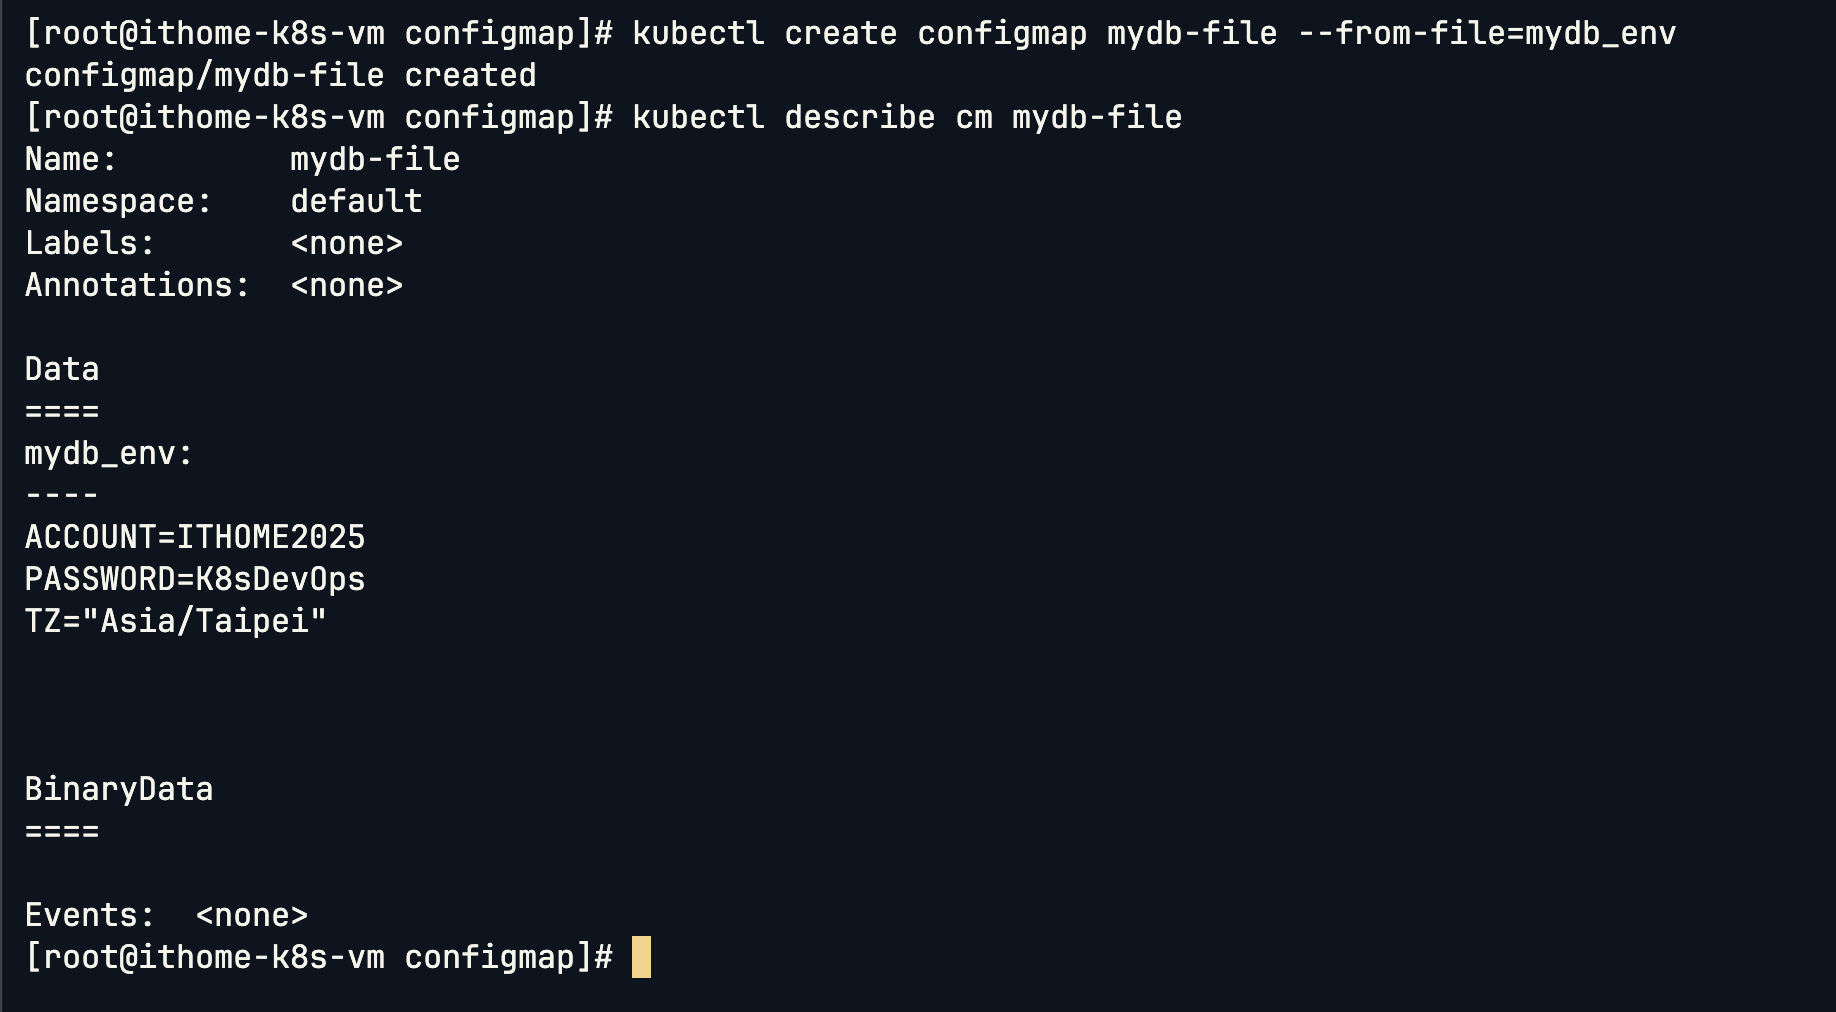 [root@ithome-k8s-vm configmap]# kubectl create configmap mydb-file --from-file=mydb_env
configmap/mydb-file created
[root@ithome-k8s-vm configmap]# kubectl describe cm mydb-file
Name:         mydb-file
Namespace:    default
Labels:       <none>
Annotations:  <none>
Data
====
mydb_env:
----
ACCOUNT=ITHOME2025
PASSWORD=K8sDevOps
TZ="Asia/Taipei"
BinaryData
====
Events:  <none>
[root@ithome-k8s-vm configmap]#